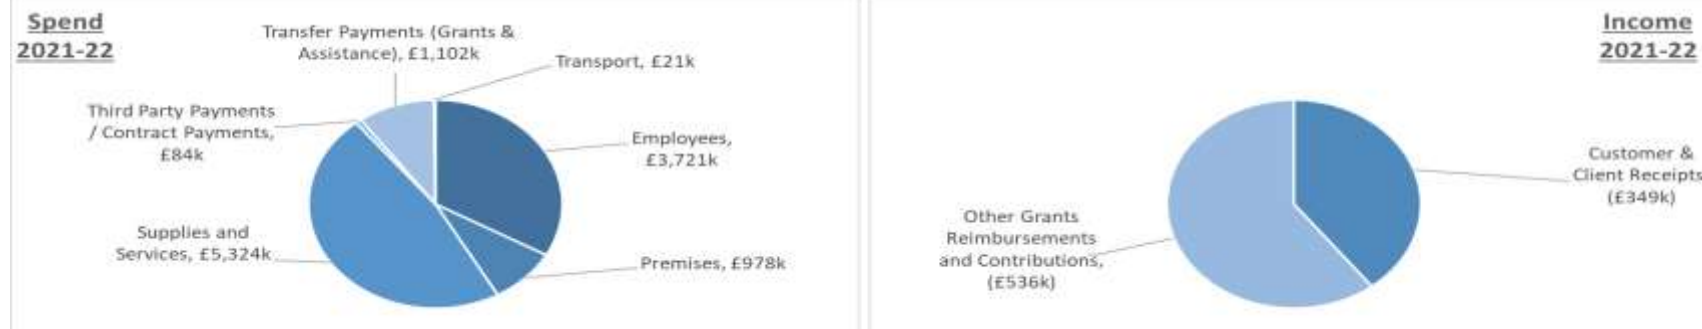 Spend
2021-22
Transfer Payments (Grants &
Assistance), £1,102k
Transport, £21k
Third Party Payments
/ Contract Payments,
£84k
Employees,
£3,721k
Supplies and
Services, £5,324k
Premises, £978k
Income
2021-22
Customer &
Client Receipts
(£349k)
Other Grants
Reimbursements
and Contributions,
(£536k)